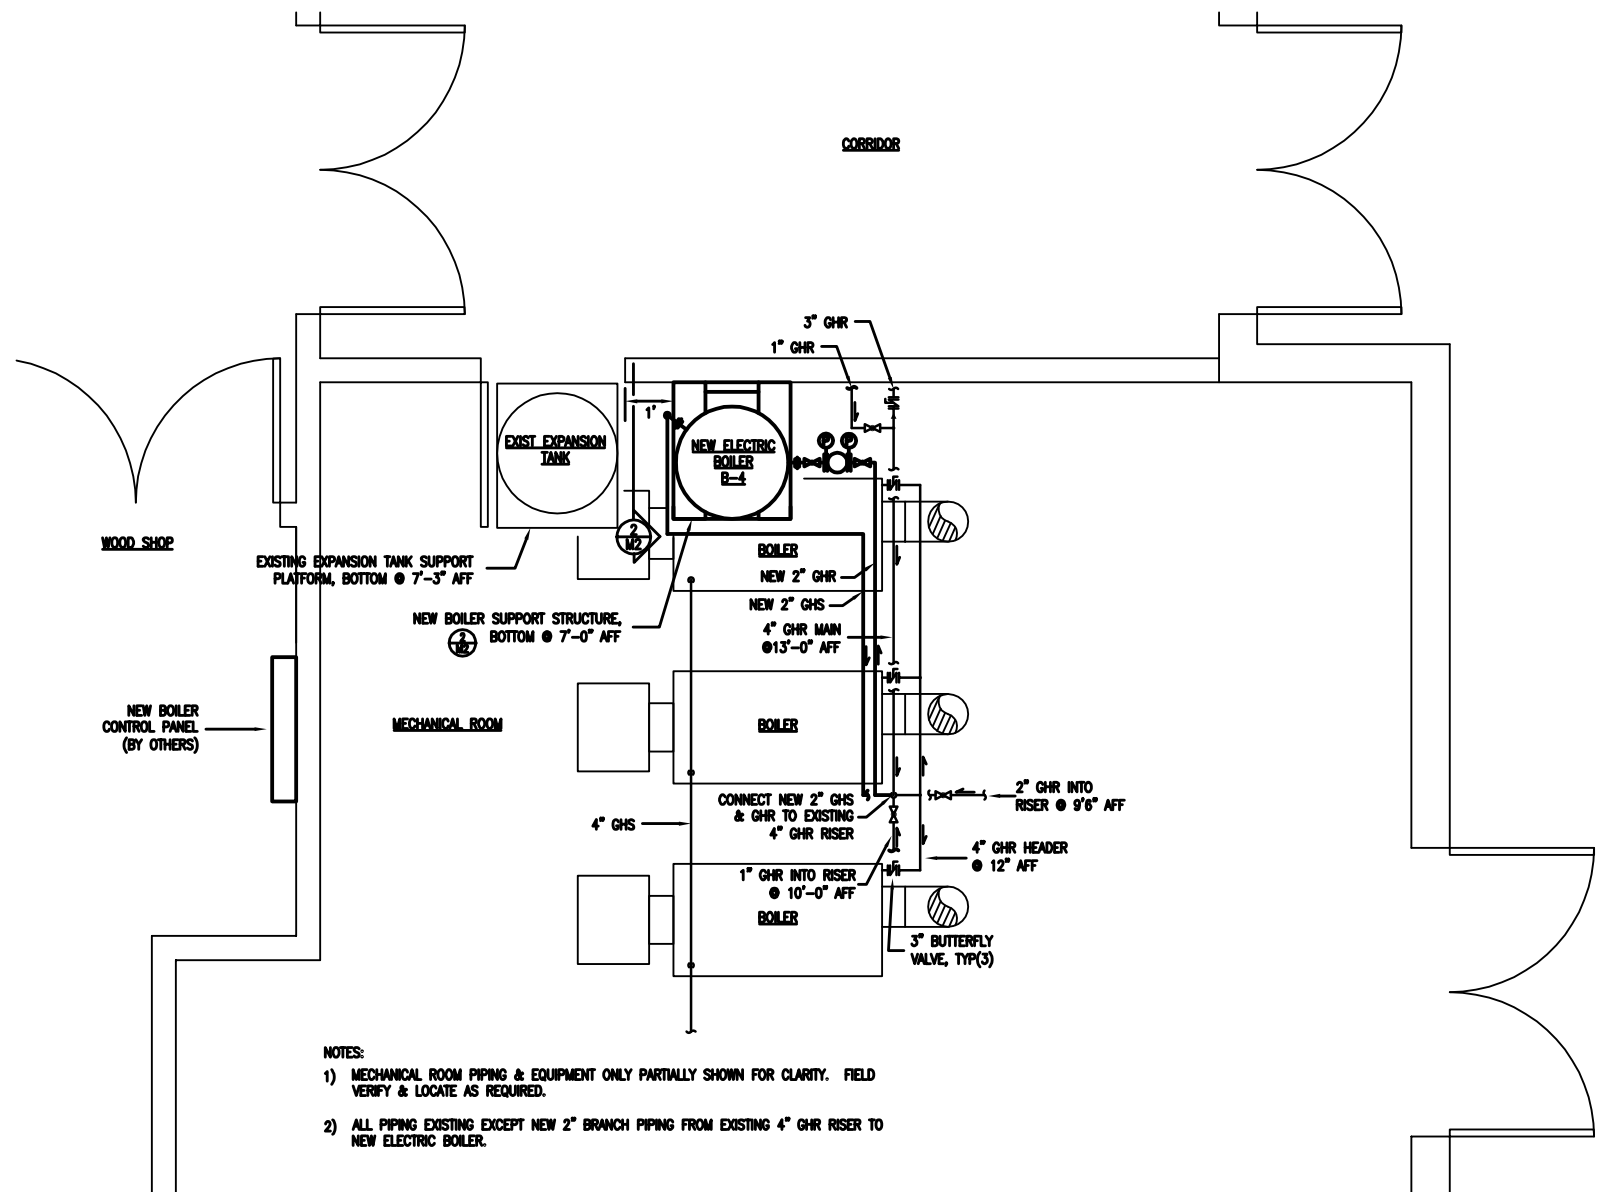 CORRIDOR
3" GHR
1" GHR
1'
EXIST EXPANSION
TANK
NEW ELECTRIC
BOILER
B-4
P
P
2
M2
WOOD SHOP
EXISTING EXPANSION TANK SUPPORT
PLATFORM, BOTTOM @ 7'-3" AFF
BOILER
NEW 2" GHR
NEW 2" GHS
NEW BOILER SUPPORT STRUCTURE,
BOTTOM @ 7'-0" AFF
2
M2
4" GHR MAIN
@13'-0" AFF
NEW BOILER
CONTROL PANEL
(BY OTHERS)
MECHANICAL ROOM
BOILER
2" GHR INTO
RISER @ 9'6" AFF
CONNECT NEW 2" GHS
& GHR TO EXISTING
4" GHR RISER
4" GHS
4" GHR HEADER
@ 12" AFF
1" GHR INTO RISER
@ 10'-0" AFF
BOILER
3" BUTTERFLY
VALVE, TYP(3)
NOTES:
1) MECHANICAL ROOM PIPING & EQUIPMENT ONLY PARTIALLY SHOWN FOR CLARITY. FIELD
VERIFY & LOCATE AS REQUIRED.
2) ALL PIPING EXISTING EXCEPT NEW 2" BRANCH PIPING FROM EXISTING 4" GHR RISER TO
NEW ELECTRIC BOILER.